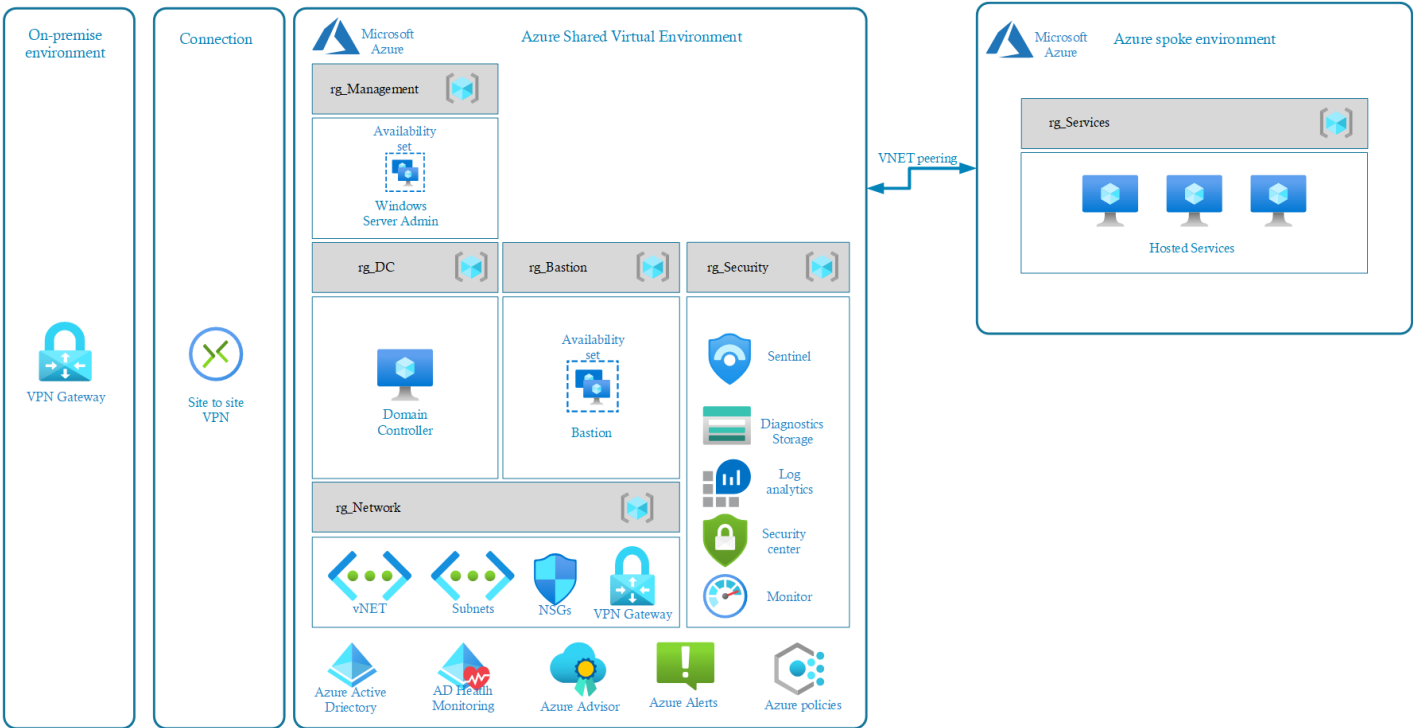 On-premise
environment
VPN Gateway
Connection
Site to site
VPN
Microsoft
Azure
Azure Shared Virtual Environment
rg_Management
Availability
set
Windows
Server Admin
rg_DC
Domain
Controller
rg_Bastion
Availability
set
Bastion
rg_Security
Sentinel
Diagnostics
Storage
Log
analytics
Security
center
Monitor
rg_Network
vNET
Subnets
NSGs
VPN Gateway
Azure Active
Driectory
AD Heatlh
Monitoring
Azure Advisor
Azure Alerts
Azure policies
VNET peering
Microsoft
Azure
Azure spoke environment
rg_Services
Hosted Services